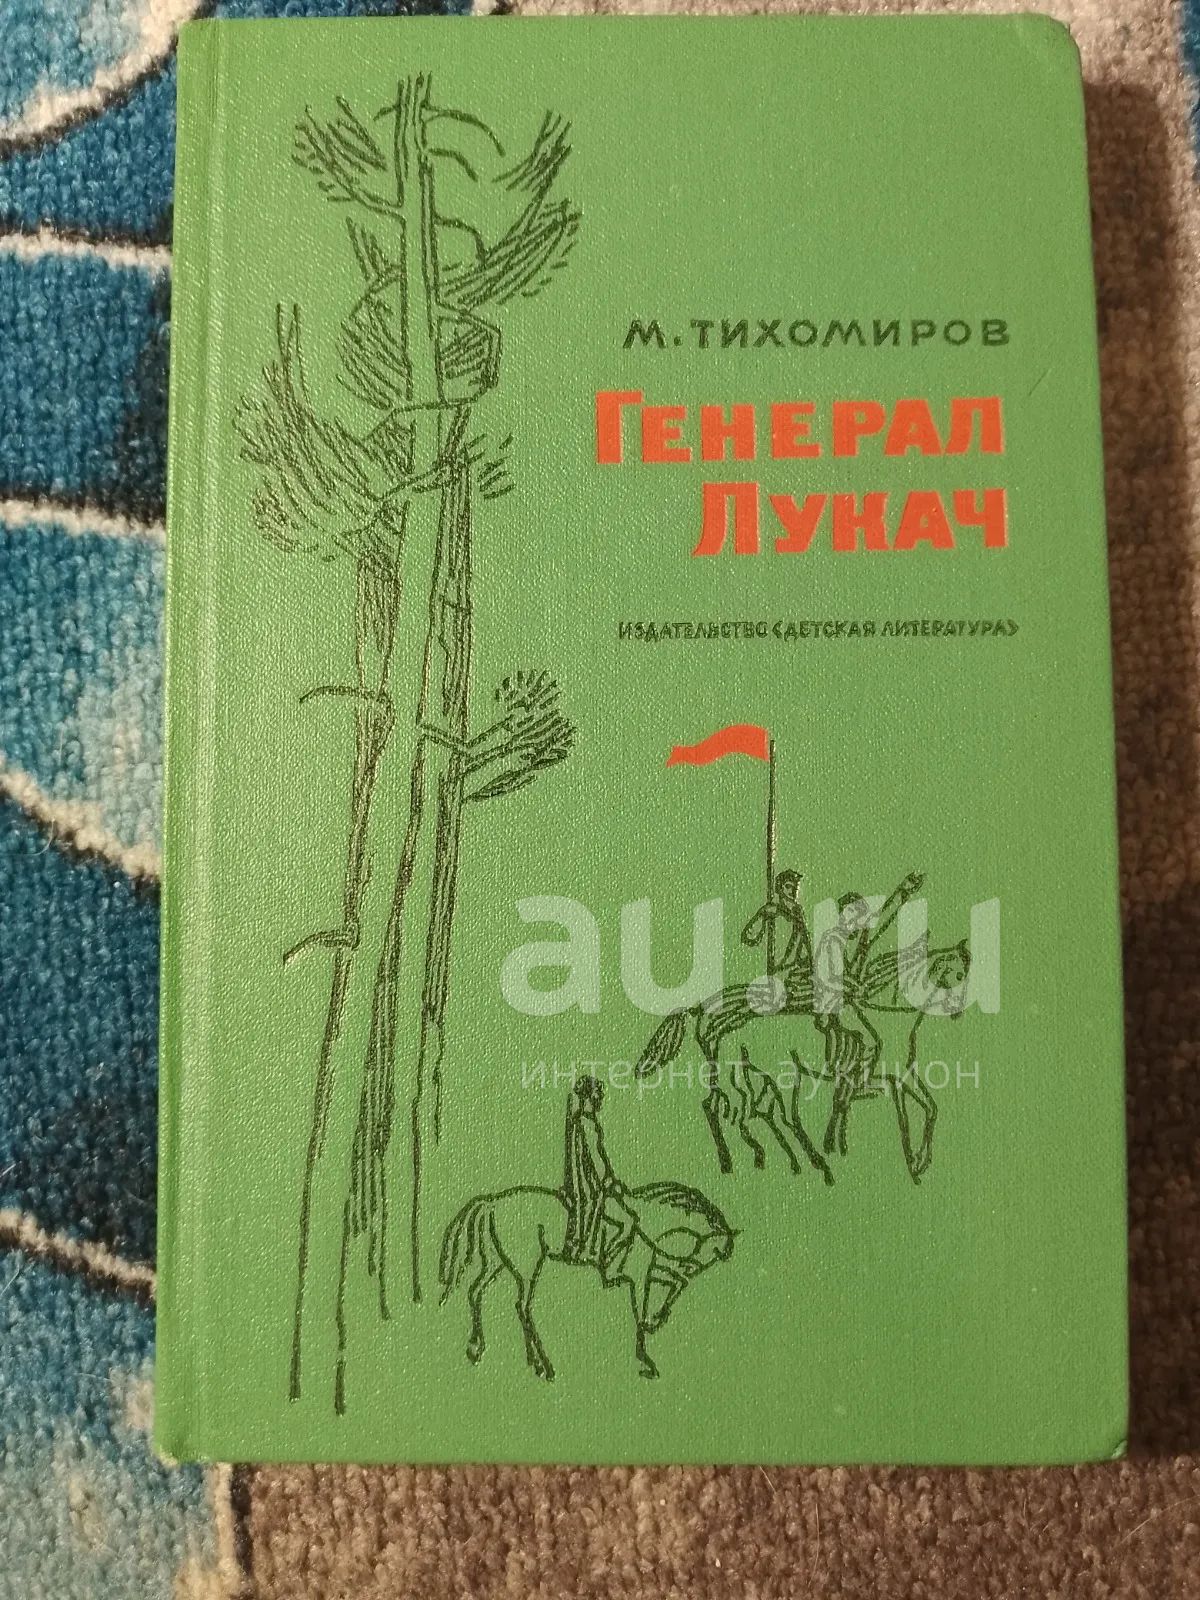 М. ТИХОМИРОВ
ГЕНЕРАЛ
ЛУКАЧ
ИЗДАТЕЛЬСТВО «ДЕТСКАЯ ЛИТЕРАТУРА»
au.ru
интернет-аукцион